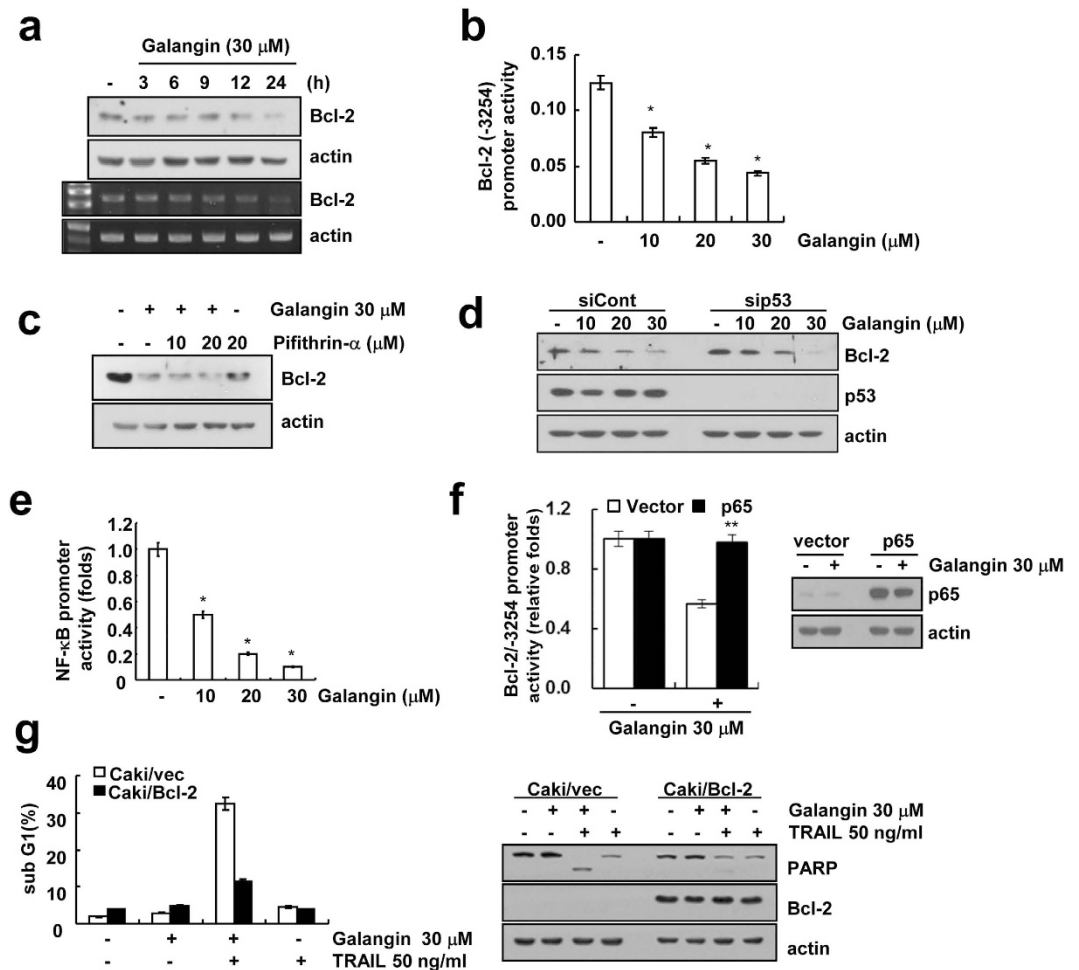 a
Galangin (30 μM)
- 3 6 9 12 24 (h)
Bcl-2
actin
Bcl-2
actin
b
Bcl-2 (-3254)
promoter activity
0.15
0.10
0.05
0.00
* * *
- 10 20 30 Galangin (μM)
c
- + + + - Galangin 30 μM
- - 10 20 20 Pifithrin-α (μM)
Bcl-2
actin
d
siCont sip53
- 10 20 30 - 10 20 30 Galangin (μM)
Bcl-2
p53
actin
e
NF-κB promoter
activity (folds)
1.2
1.0
0.8
0.6
0.4
0.2
0
* * *
- 10 20 30 Galangin (μM)
f
Bcl-2/-3254 promoter
activity (relative folds)
Vector p65
1.2
0.9
0.6
0.3
0.0
**
- +
Galangin 30 μM
vector p65
- + - + Galangin 30 μM
p65
actin
g
Caki/vec
Caki/Bcl-2
sub G1(%)
40
30
20
10
0
- + + - Galangin 30 μM
- - + + TRAIL 50 ng/ml
Caki/vec Caki/Bcl-2
- + + - - + + - Galangin 30 μM
- - + + - - + + TRAIL 50 ng/ml
PARP
Bcl-2
actin